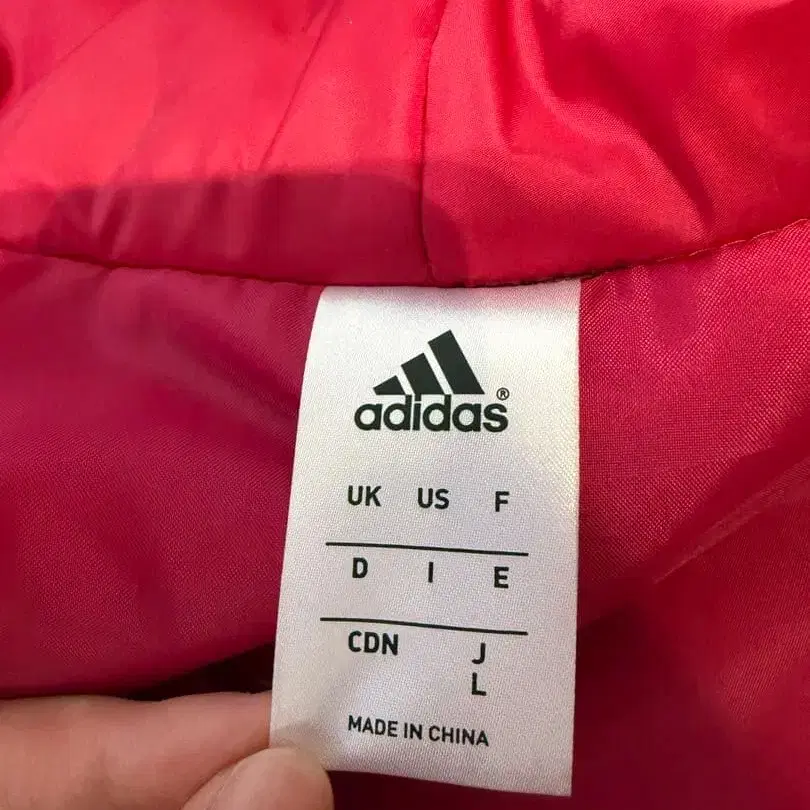 adidas®
UK US F
D I E
CDN J
L
MADE IN CHINA